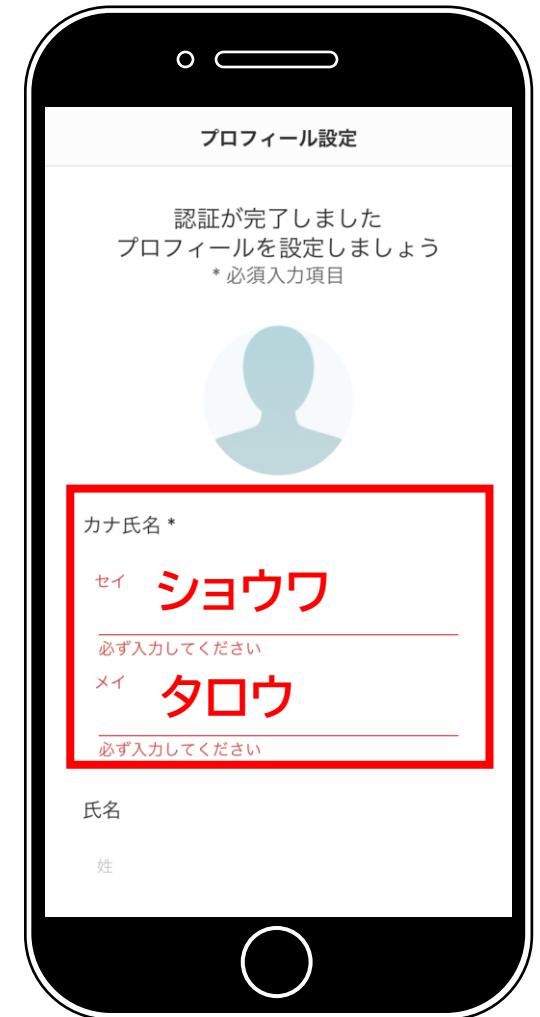 プロフィール設定
認証が完了しました
プロフィールを設定しましょう
* 必須入力項目
カナ氏名 *
セイ ショウワ
必ず入力してください
メイ タロウ
必ず入力してください
氏名
姓